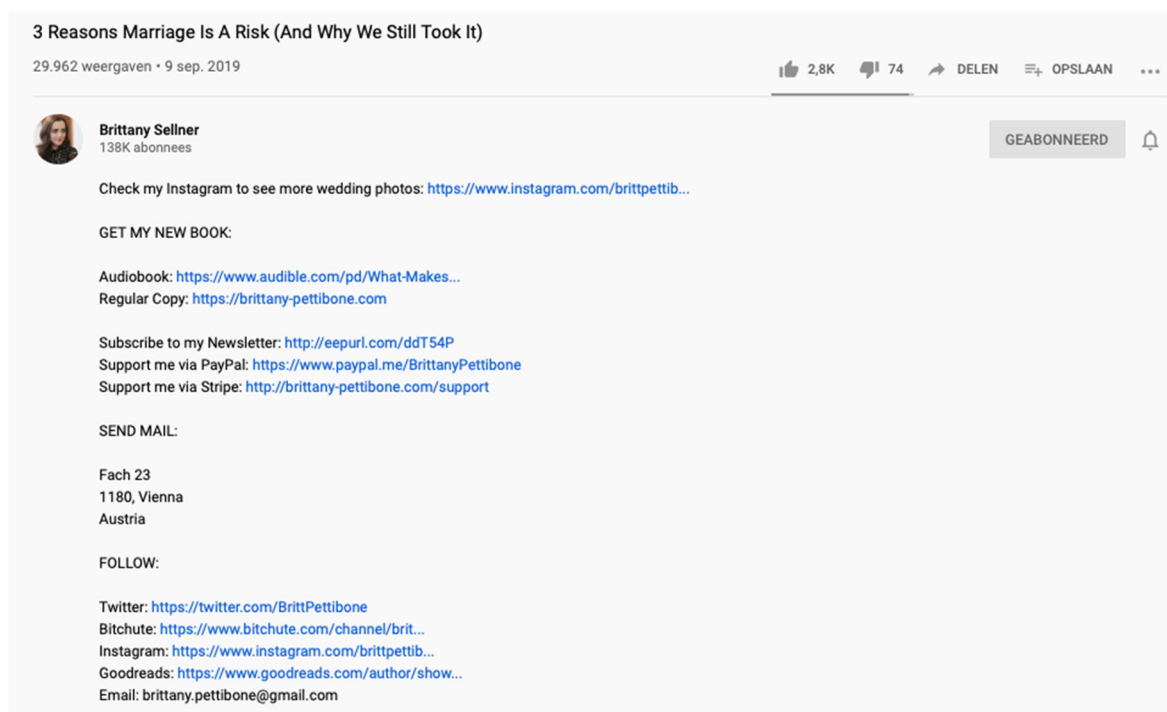 3 Reasons Marriage Is A Risk (And Why We Still Took It)
29.962 weergaven • 9 sep. 2019
2,8K 74 DELEN OPSLAAN
Brittany Sellner
138K abonnees
GEABONNEERD
Check my Instagram to see more wedding photos: https://www.instagram.com/brittpettib...
GET MY NEW BOOK:
Audiobook: https://www.audible.com/pd/What-Makes...
Regular Copy: https://brittany-pettibone.com
Subscribe to my Newsletter: http://eepurl.com/ddT54P
Support me via PayPal: https://www.paypal.me/BrittanyPettibone
Support me via Stripe: http://brittany-pettibone.com/support
SEND MAIL:
Fach 23
1180, Vienna
Austria
FOLLOW:
Twitter: https://twitter.com/BrittPettibone
Bitchute: https://www.bitchute.com/channel/brit...
Instagram: https://www.instagram.com/brittpettib...
Goodreads: https://www.goodreads.com/author/show...
Email: brittany.pettibone@gmail.com